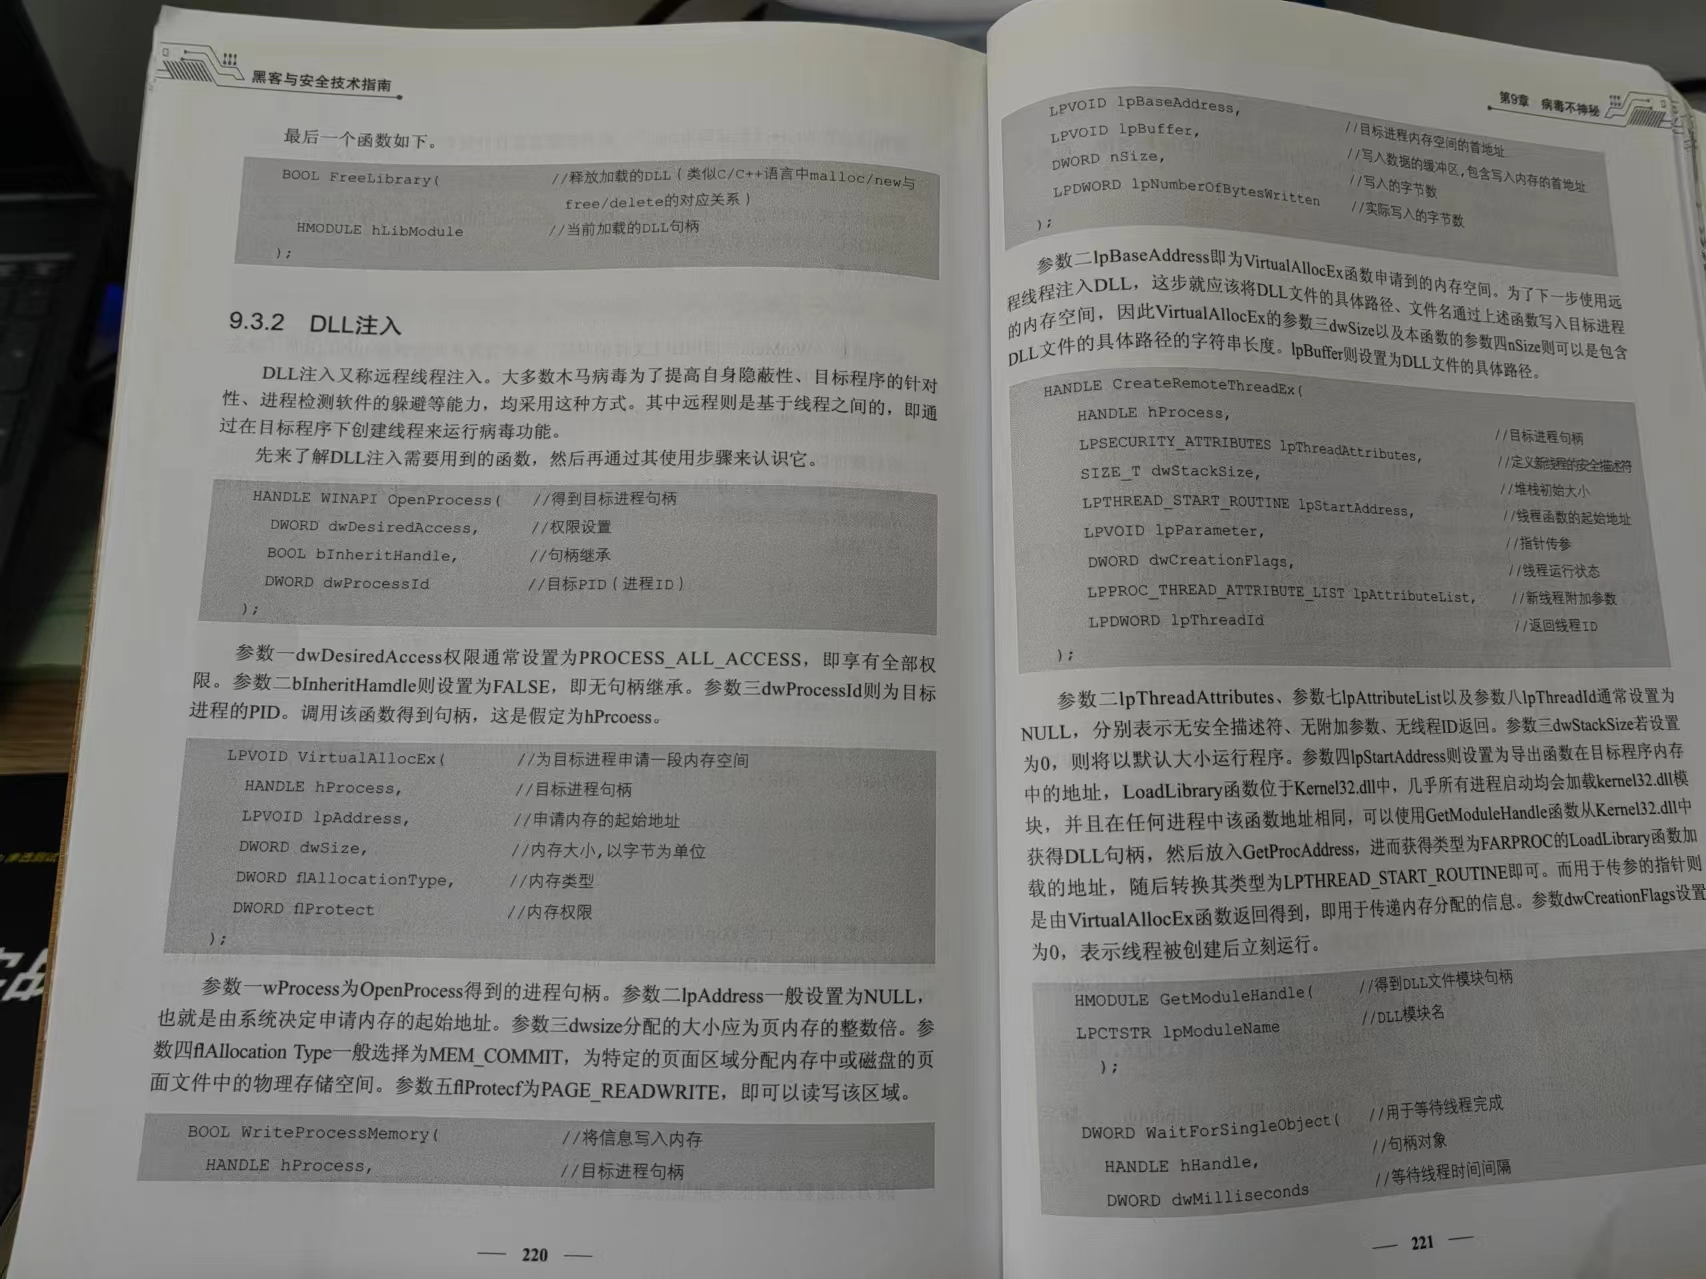 黑客与安全技术指南
最后一个函数如下。
BOOL FreeLibrary( //释放加载的DLL（类似C/C++语言中malloc/new与
free/delete的对应关系）
HMODULE hLibModule //当前加载的DLL句柄
);
9.3.2 DLL注入
DLL注入又称远程线程注入。大多数木马病毒为了提高自身隐蔽性、目标程序的针对
性、进程检测软件的躲避等能力，均采用这种方式。其中远程则是基于线程之间的，即通
过在目标程序下创建线程来运行病毒功能。
先来了解DLL注入需要用到的函数，然后再通过其使用步骤来认识它。
HANDLE WINAPI OpenProcess( //得到目标进程句柄
DWORD dwDesiredAccess, //权限设置
BOOL bInheritHandle, //句柄继承
DWORD dwProcessId //目标PID（进程ID）
);
参数一dwDesiredAccess权限通常设置为PROCESS_ALL_ACCESS，即享有全部权
限。参数二bInheritHamdle则设置为FALSE，即无句柄继承。参数三dwProcessId则为目标
进程的PID。调用该函数得到句柄，这是假定为hPrcoess。
LPVOID VirtualAllocEx( //为目标进程申请一段内存空间
HANDLE hProcess, //目标进程句柄
LPVOID lpAddress, //申请内存的起始地址
DWORD dwSize, //内存大小,以字节为单位
DWORD flAllocationType, //内存类型
DWORD flProtect //内存权限
);
参数一wProcess为OpenProcess得到的进程句柄。参数二lpAddress一般设置为NULL，
也就是由系统决定申请内存的起始地址。参数三dwsize分配的大小应为页内存的整数倍。参
数四flAllocation Type一般选择为MEM_COMMIT，为特定的页面区域分配内存中或磁盘的页
面文件中的物理存储空间。参数五flProtecf为PAGE_READWRITE，即可以读写该区域。
BOOL WriteProcessMemory( //将信息写入内存
HANDLE hProcess, //目标进程句柄
220
第9章 病毒不神秘
LPVOID lpBaseAddress, //目标进程内存空间的首地址
LPVOID lpBuffer, //写入数据的缓冲区,包含写入内存的首地址
DWORD nSize, //写入的字节数
LPDWORD lpNumberOfBytesWritten //实际写入的字节数
);
参数二lpBaseAddress即为VirtualAllocEx函数申请到的内存空间。为了下一步使用远
程线程注入DLL，这步就应该将DLL文件的具体路径、文件名通过上述函数写入目标进程
的内存空间，因此VirtualAllocEx的参数三dwSize以及本函数的参数四nSize则可以是包含
DLL文件的具体路径的字符串长度。lpBuffer则设置为DLL文件的具体路径。
HANDLE CreateRemoteThreadEx(
HANDLE hProcess, //目标进程句柄
LPSECURITY_ATTRIBUTES lpThreadAttributes, //定义新线程的安全描述符
SIZE_T dwStackSize, //堆栈初始大小
LPTHREAD_START_ROUTINE lpStartAddress, //线程函数的起始地址
LPVOID lpParameter, //指针传参
DWORD dwCreationFlags, //线程运行状态
LPPROC_THREAD_ATTRIBUTE_LIST lpAttributeList, //新线程附加参数
LPDWORD lpThreadId //返回线程ID
);
参数二lpThreadAttributes、参数七lpAttributeList以及参数八lpThreadId通常设置为
NULL，分别表示无安全描述符、无附加参数、无线程ID返回。参数三dwStackSize若设置
为0，则将以默认大小运行程序。参数四lpStartAddress则设置为导出函数在目标程序内存
中的地址，LoadLibrary函数位于Kernel32.dll中，几乎所有进程启动均会加载kernel32.dll模
块，并且在任何进程中该函数地址相同，可以使用GetModuleHandle函数从Kernel32.dll中
获得DLL句柄，然后放入GetProcAddress，进而获得类型为FARPROC的LoadLibrary函数加
载的地址，随后转换其类型为LPTHREAD_START_ROUTINE即可。而用于传参的指针则
是由VirtualAllocEx函数返回得到，即用于传递内存分配的信息。参数dwCreationFlags设置
为0，表示线程被创建后立刻运行。
HMODULE GetModuleHandle( //得到DLL文件模块句柄
LPCTSTR lpModuleName //DLL模块名
);
DWORD WaitForSingleObject( //用于等待线程完成
HANDLE hHandle, //句柄对象
DWORD dwMilliseconds //等待线程时间间隔
221